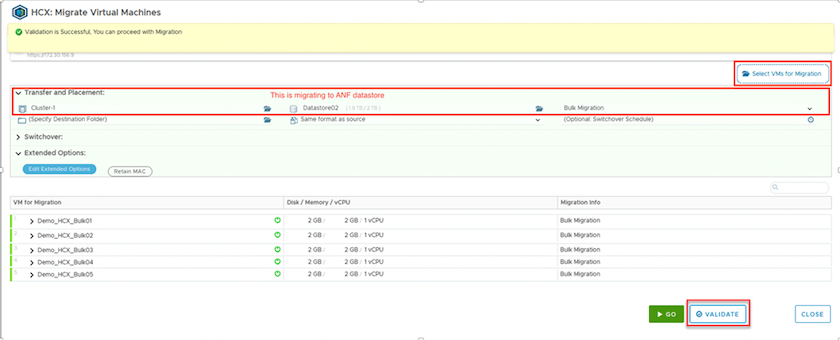 HCX: Migrate Virtual Machines
Validation is Successful, You can proceed with Migration
https://172.30.156.9
Select VMs for Migration
Transfer and Placement:
This is migrating to ANF datastore
Cluster-1
Datastore02 (1.9 TB / 2 TB)
Bulk Migration
(Specify Destination Folder)
Same format as source
(Optional: Switchover Schedule)
Switchover:
Extended Options:
Edit Extended Options
Retain MAC
VM for Migration
Disk / Memory / vCPU
Migration Info
1 Demo_HCX_Bulk01 2 GB / 2 GB / 1 vCPU Bulk Migration
2 Demo_HCX_Bulk02 2 GB / 2 GB / 1 vCPU Bulk Migration
3 Demo_HCX_Bulk03 2 GB / 2 GB / 1 vCPU Bulk Migration
4 Demo_HCX_Bulk04 2 GB / 2 GB / 1 vCPU Bulk Migration
5 Demo_HCX_Bulk05 2 GB / 2 GB / 1 vCPU Bulk Migration
GO
VALIDATE
CLOSE